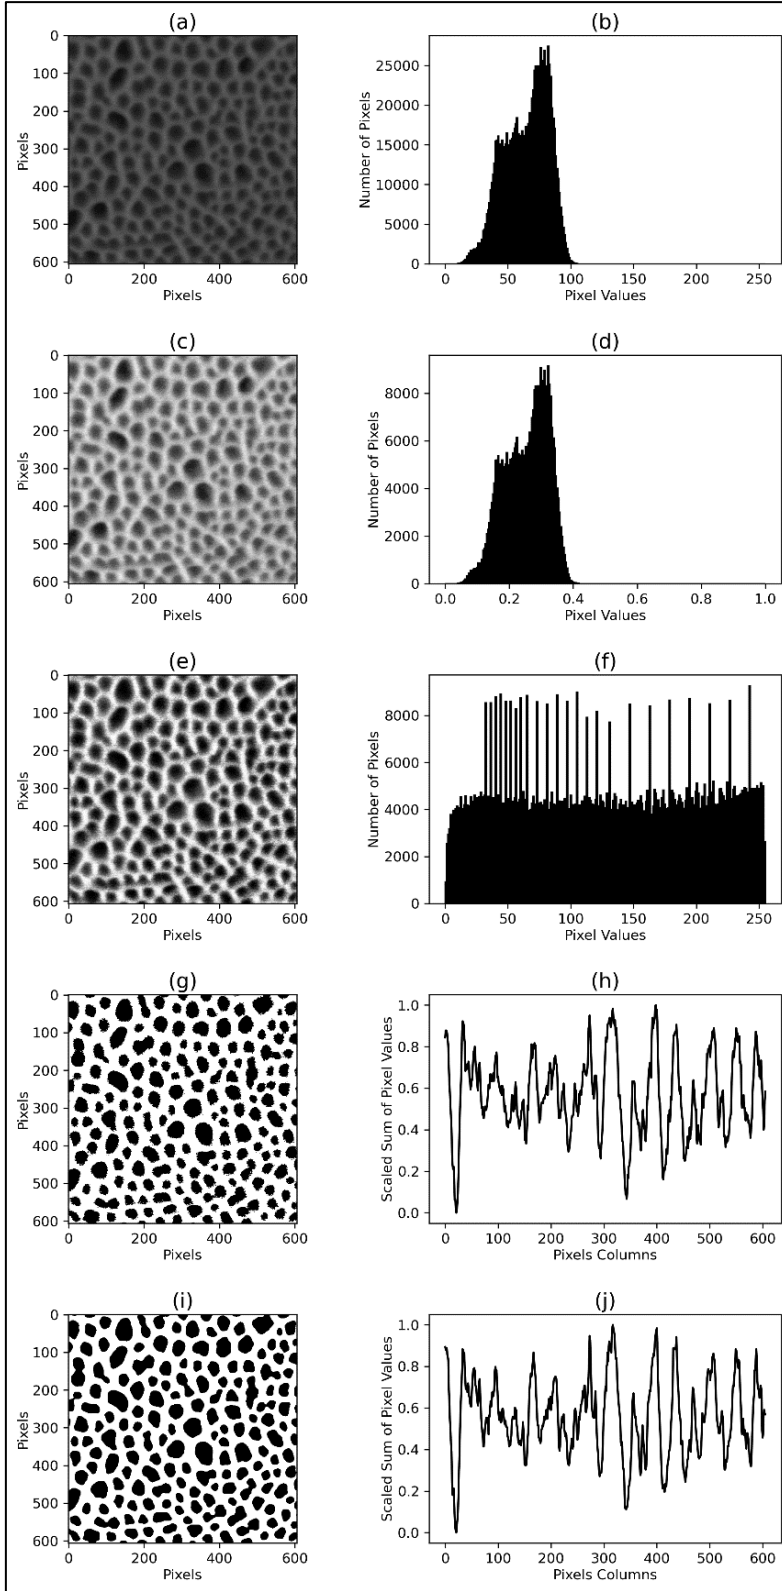 (a)
0
100
200
300
400
500
600
Pixels
0 200 400 600
Pixels
(b)
25000
20000
15000
10000
5000
0
Number of Pixels
0 50 100 150 200 250
Pixel Values
(c)
0
100
200
300
400
500
600
Pixels
0 200 400 600
Pixels
(d)
8000
6000
4000
2000
0
Number of Pixels
0.0 0.2 0.4 0.6 0.8 1.0
Pixel Values
(e)
0
100
200
300
400
500
600
Pixels
0 200 400 600
Pixels
(f)
8000
6000
4000
2000
0
Number of Pixels
0 50 100 150 200 250
Pixel Values
(g)
0
100
200
300
400
500
600
Pixels
0 200 400 600
Pixels
(h)
1.0
0.8
0.6
0.4
0.2
0.0
Scaled Sum of Pixel Values
0 100 200 300 400 500 600
Pixels Columns
(i)
0
100
200
300
400
500
600
Pixels
0 200 400 600
Pixels
(j)
1.0
0.8
0.6
0.4
0.2
0.0
Scaled Sum of Pixel Values
0 100 200 300 400 500 600
Pixels Columns